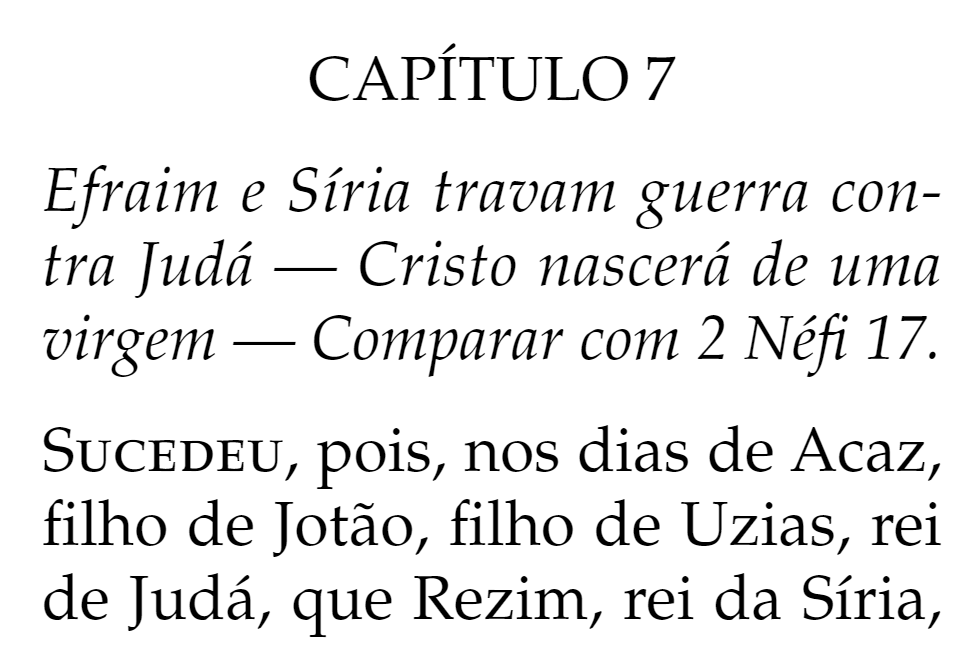 CAPÍTULO 7
Efraim e Síria travam guerra con-
tra Judá — Cristo nascerá de uma
virgem — Comparar com 2 Néfi 17.
Sucedeu, pois, nos dias de Acaz,
filho de Jotão, filho de Uzias, rei
de Judá, que Rezim, rei da Síria,